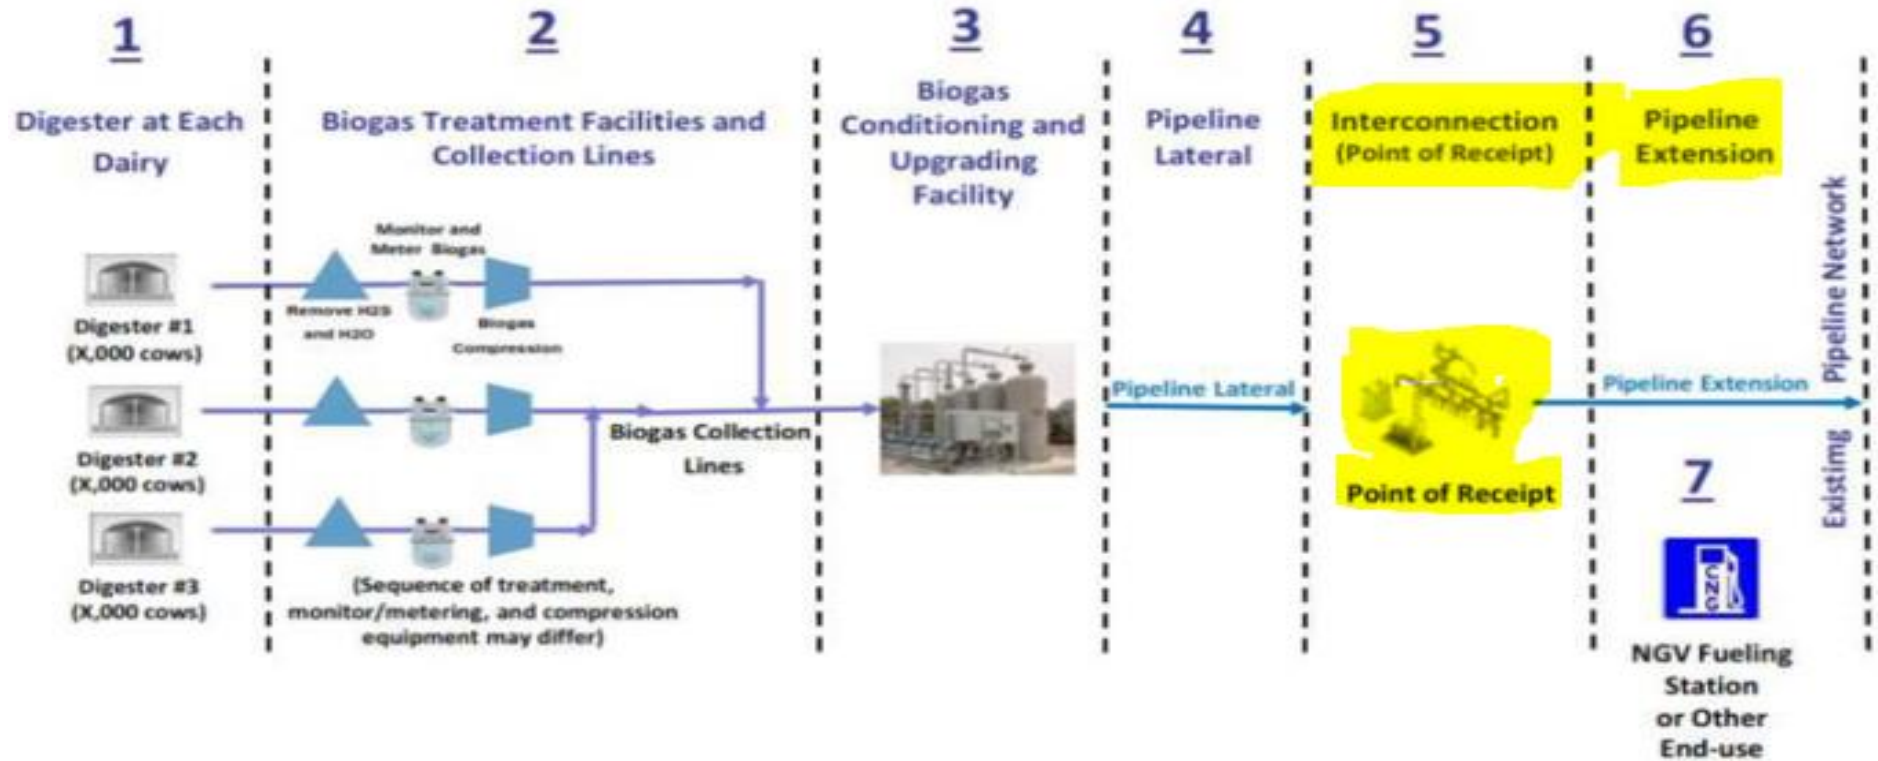 1
Digester at Each
Dairy
Digester #1
(X,000 cows)
Digester #2
(X,000 cows)
Digester #3
(X,000 cows)
2
Biogas Treatment Facilities and
Collection Lines
Monitor and
Meter Biogas
Remove H2S
and H2O
Biogas
Compression
Biogas Collection
Lines
(Sequence of treatment,
monitor/metering, and compression
equipment may differ)
3
Biogas
Conditioning and
Upgrading
Facility
4
Pipeline
Lateral
Pipeline Lateral
5
Interconnection
(Point of Receipt)
Point of Receipt
6
Pipeline
Extension
Pipeline Extension
Existimg Pipeline Network
7
NGV Fueling
Station
or Other
End-use